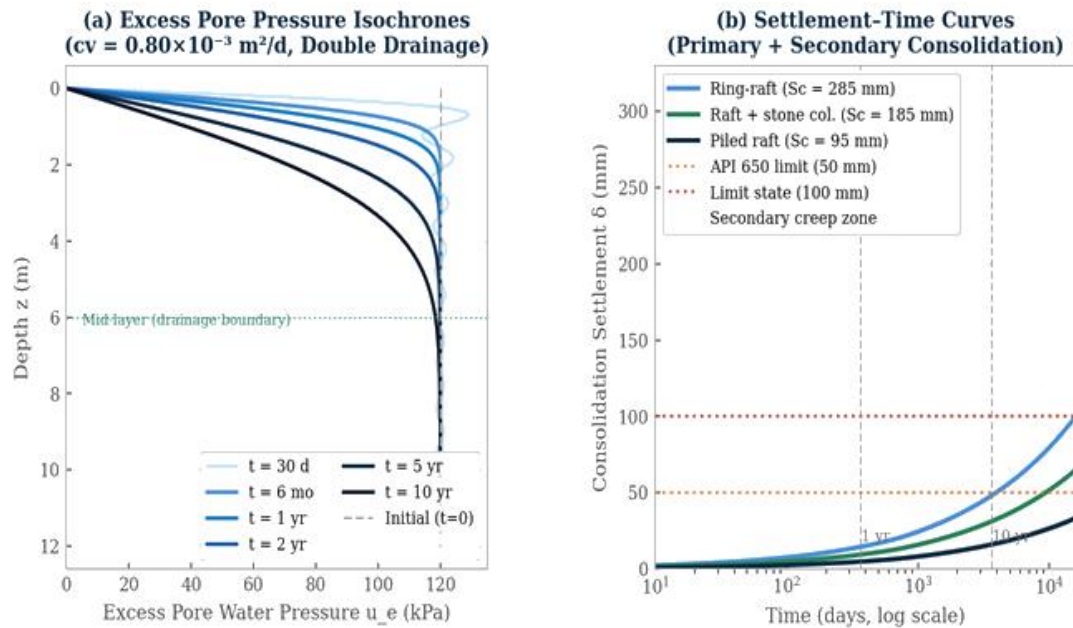 (a) Excess Pore Pressure Isochrones
(cv = 0.80×10⁻³ m²/d, Double Drainage)
0
2
4
6
8
10
12
Depth z (m)
Mid layer (drainage boundary)
t = 30 d
t = 6 mo
t = 1 yr
t = 2 yr
t = 5 yr
t = 10 yr
Initial (t=0)
0
20
40
60
80
100
120
Excess Pore Water Pressure u_e (kPa)
(b) Settlement–Time Curves
(Primary + Secondary Consolidation)
Ring-raft (Sc = 285 mm)
Raft + stone col. (Sc = 185 mm)
Piled raft (Sc = 95 mm)
API 650 limit (50 mm)
Limit state (100 mm)
Secondary creep zone
300
250
200
150
100
50
0
Consolidation Settlement δ (mm)
1 yr
10 yr
10¹
10²
10³
10⁴
Time (days, log scale)